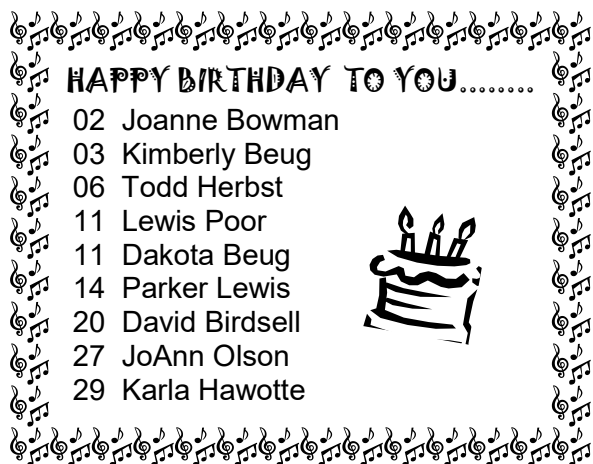 HAPPY BIRTHDAY TO YOU........
02 Joanne Bowman
03 Kimberly Beug
06 Todd Herbst
11 Lewis Poor
11 Dakota Beug
14 Parker Lewis
20 David Birdsell
27 JoAnn Olson
29 Karla Hawotte